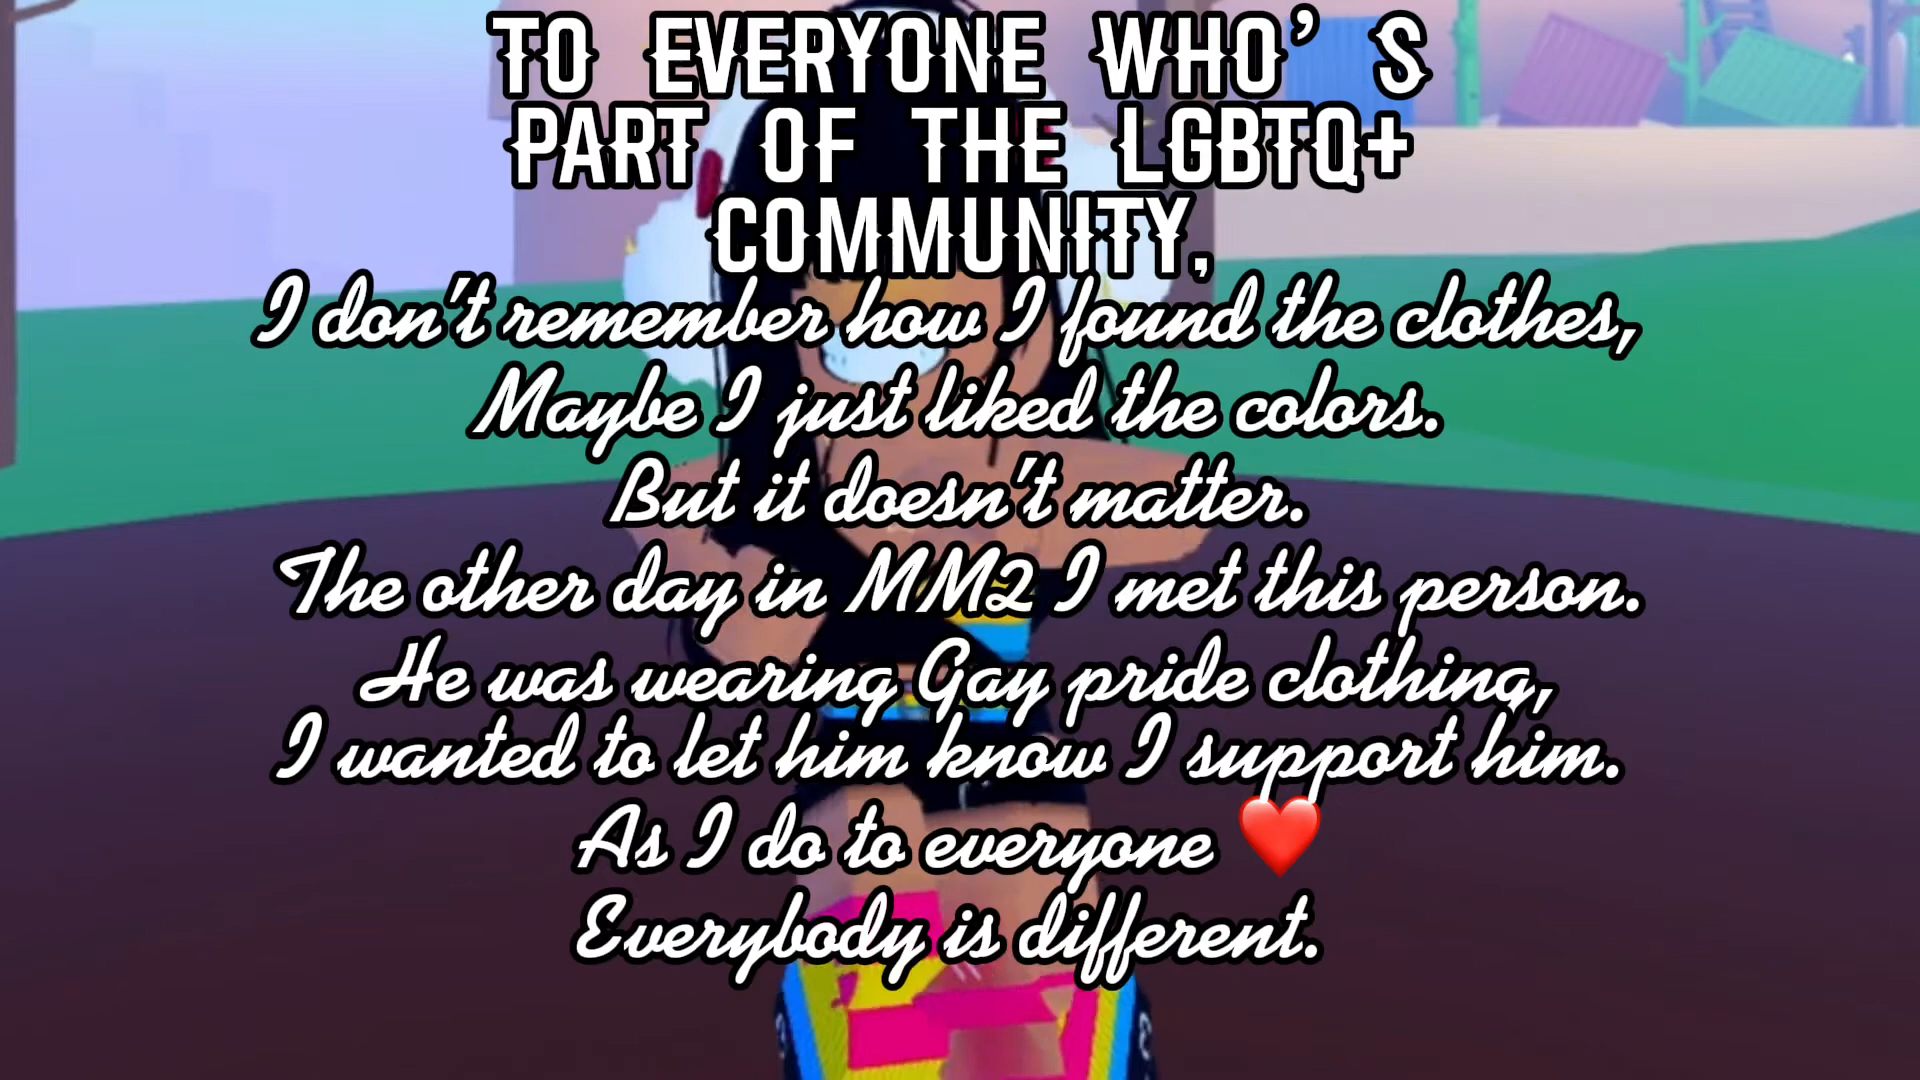 TO EVERYONE WHO'S
PART OF THE LGBTQ+
COMMUNITY,
I don't remember how I found the clothes,
Maybe I just liked the colors.
But it doesn't matter.
The other day in MM2 I met this person.
He was wearing Gay pride clothing,
I wanted to let him know I support him.
As I do to everyone ❤️
Everybody is different.